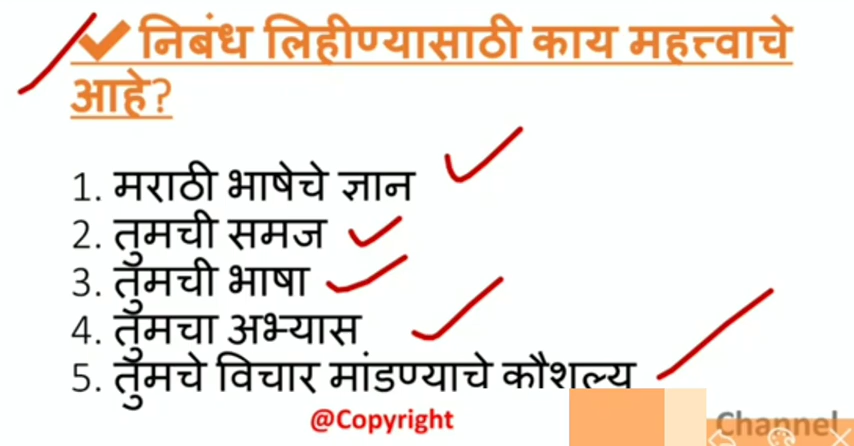 ✔ निबंध लिहीण्यासाठी काय महत्त्वाचे
आहे?
1. मराठी भाषेचे ज्ञान
2. तुमची समज
3. तुमची भाषा
4. तुमचा अभ्यास
5. तुमचे विचार मांडण्याचे कौशल्य
@Copyright
Channel